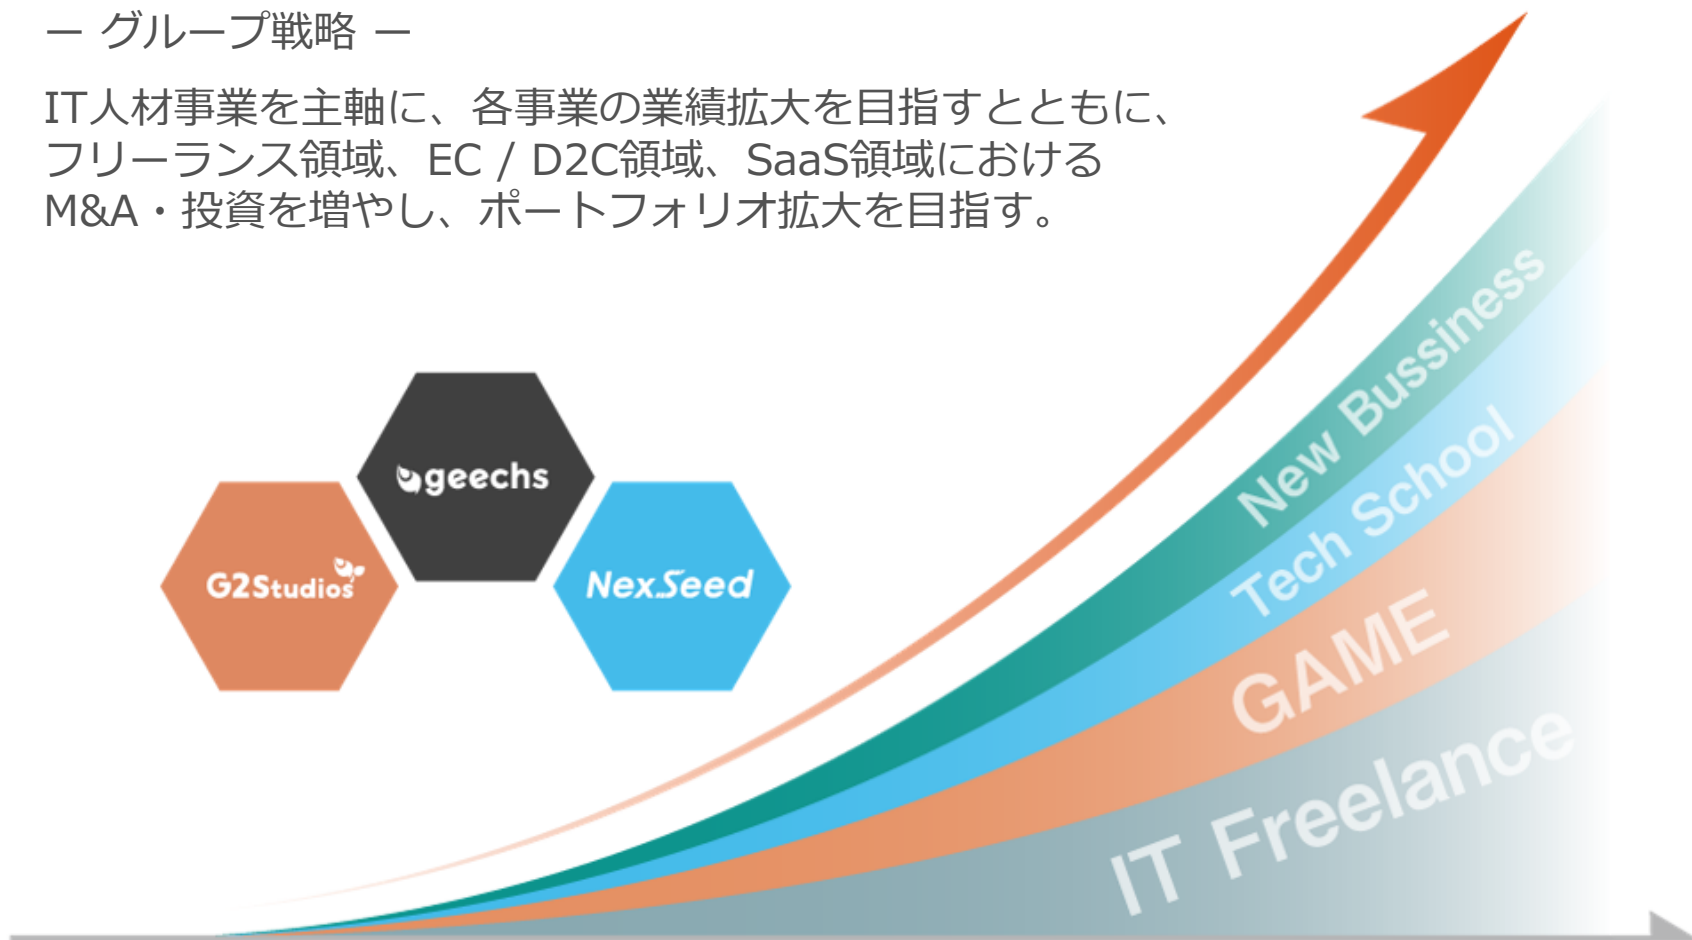 ー グループ戦略 ー
IT人材事業を主軸に、各事業の業績拡大を目指すとともに、
フリーランス領域、EC / D2C領域、SaaS領域における
M&A・投資を増やし、ポートフォリオ拡大を目指す。
geechs
G2Studios
NexSeed
New Bussiness
Tech School
GAME
IT Freelance